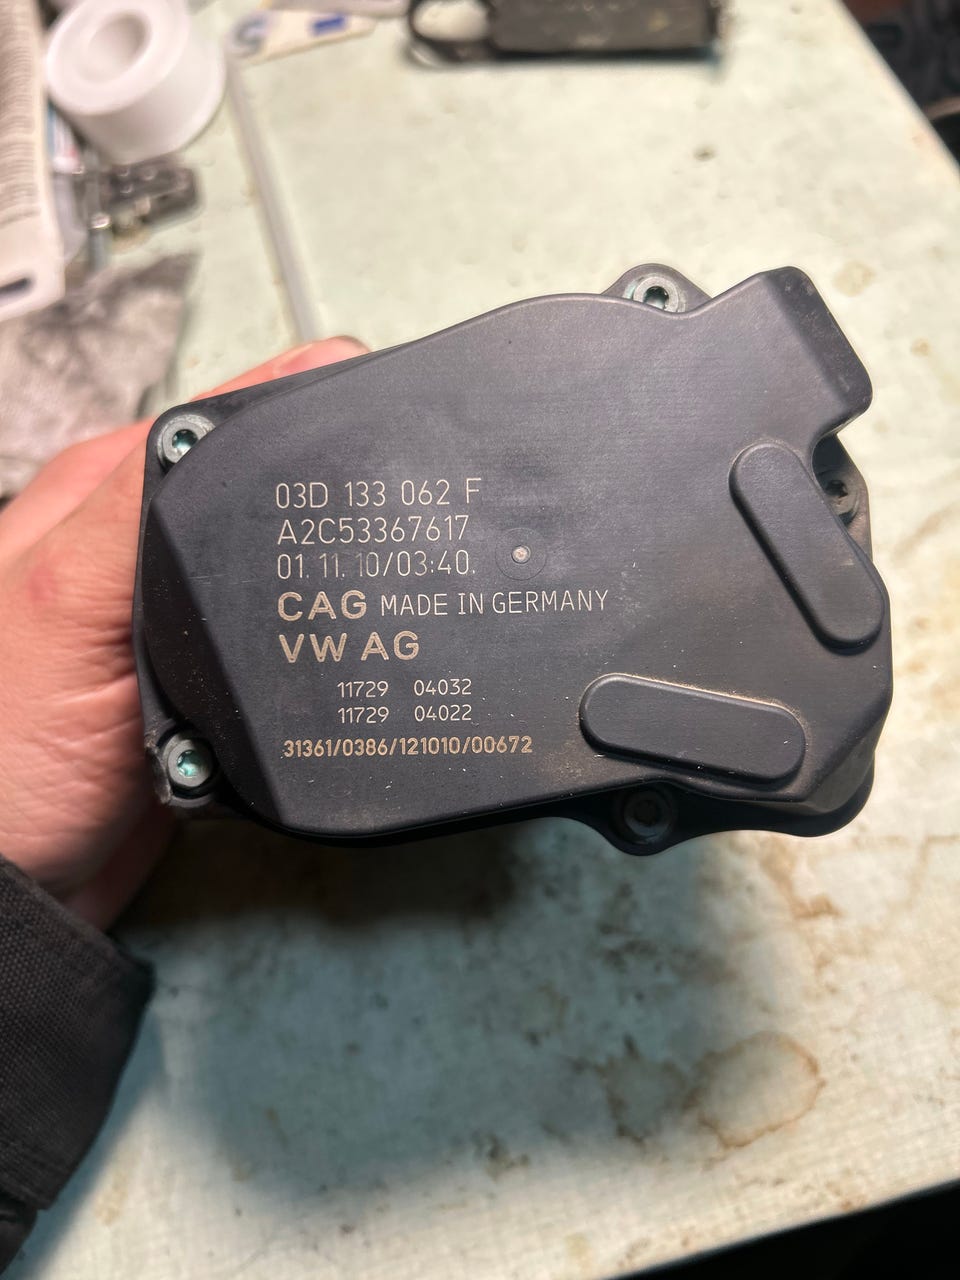 03D 133 062 F
A2C53367617
01. 11. 10/03:40.
CAG MADE IN GERMANY
VW AG
11729 04032
11729 04022
31361/0386/121010/00672